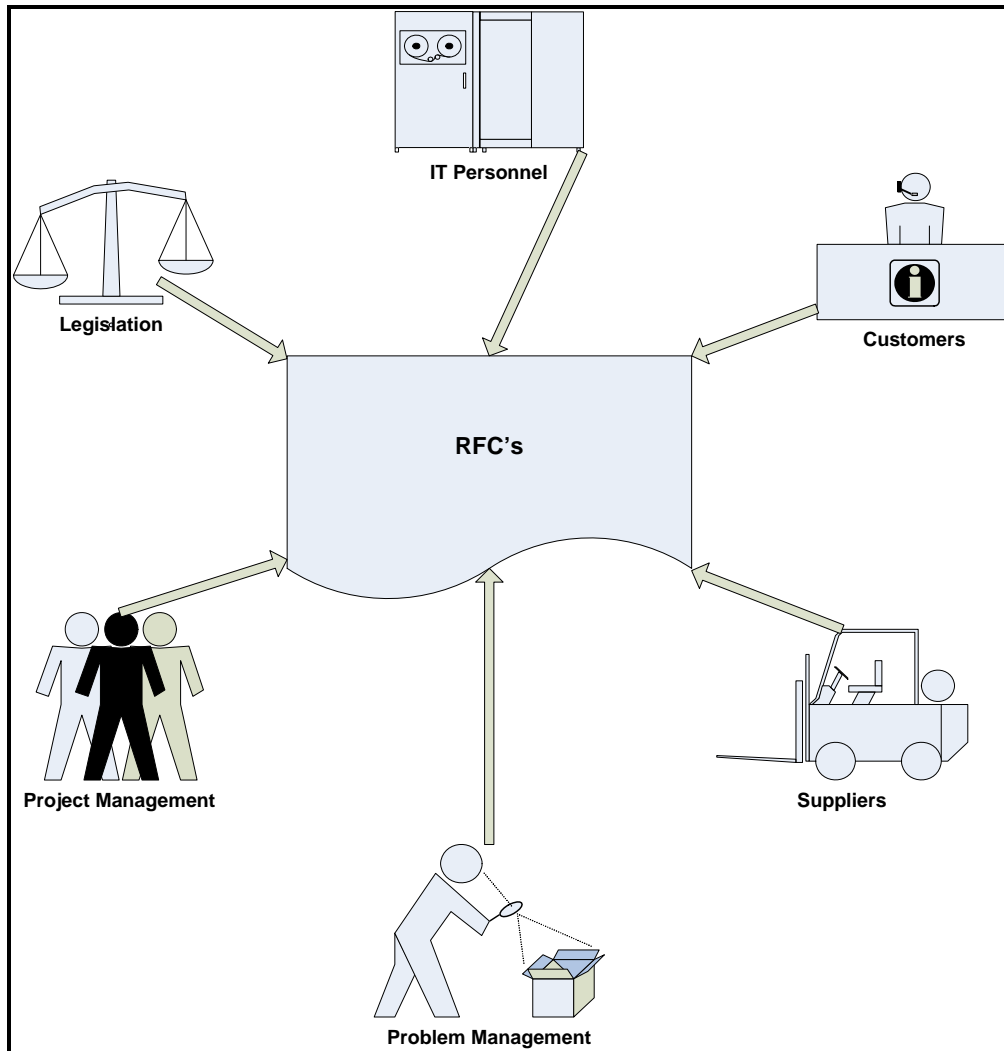 IT Personnel
Legislation
Customers
RFC's
Project Management
Suppliers
Problem Management